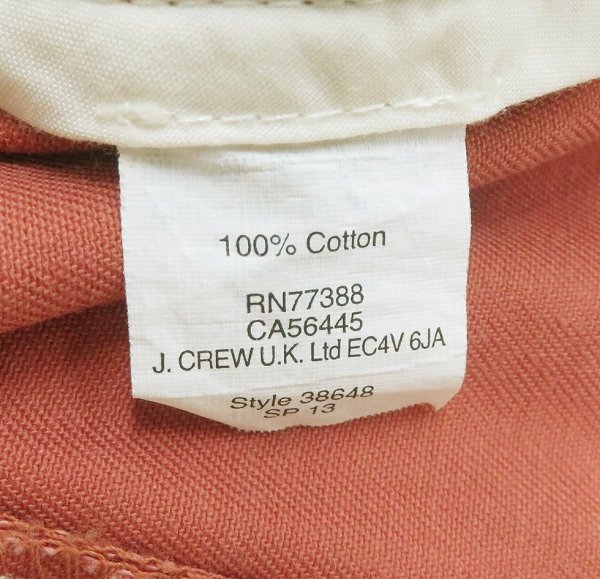 100% Cotton
RN77388
CA56445
J. CREW U.K. Ltd EC4V 6JA
Style 38648
SP 13